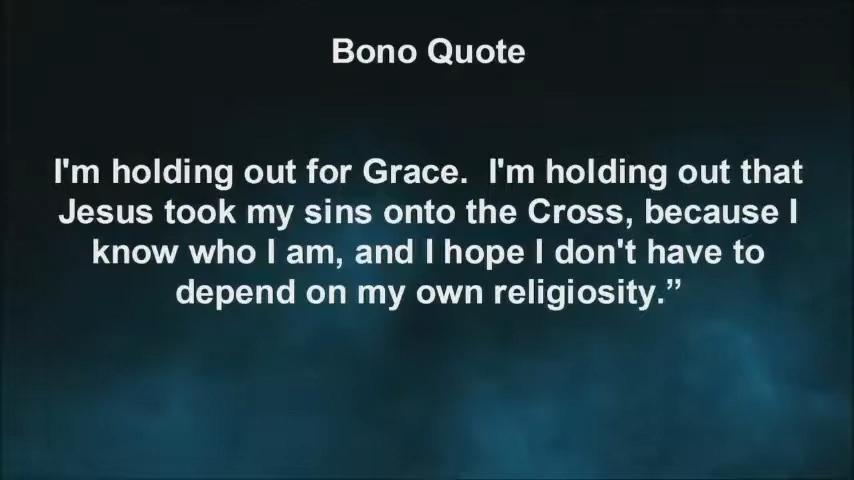 Bono Quote
I'm holding out for Grace.  I'm holding out that
Jesus took my sins onto the Cross, because I
know who I am, and I hope I don't have to
depend on my own religiosity.”